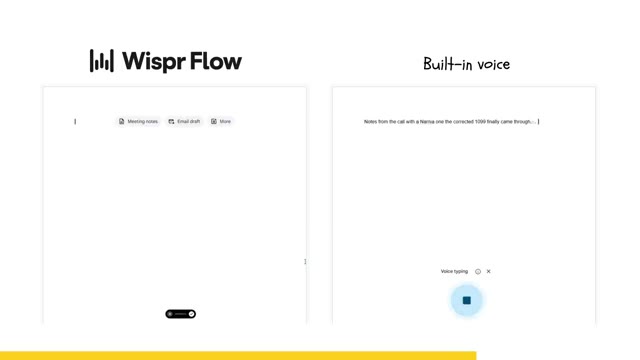 Wispr Flow
Built-in voice
Meeting notes
Email draft
More
Notes from the call with a Narisa one the corrected 1099 finally came through...
Voice typing